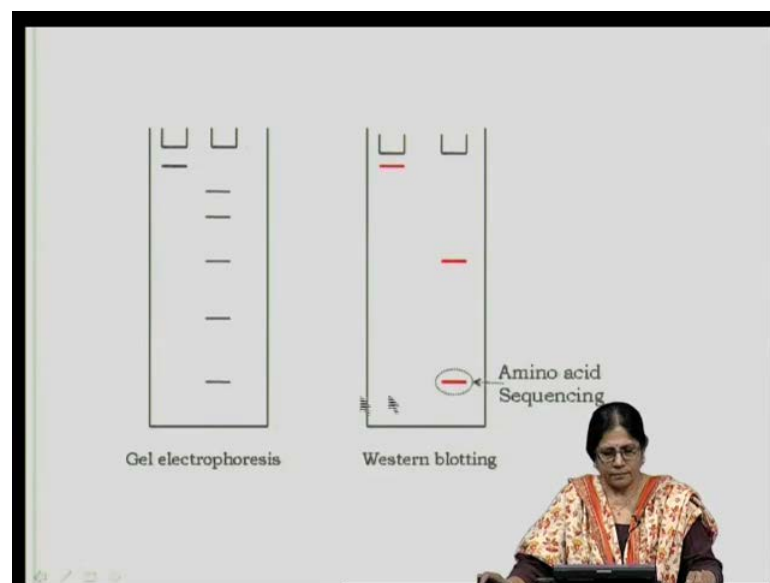 Amino acid
Sequencing
Gel electrophoresis
Western blotting